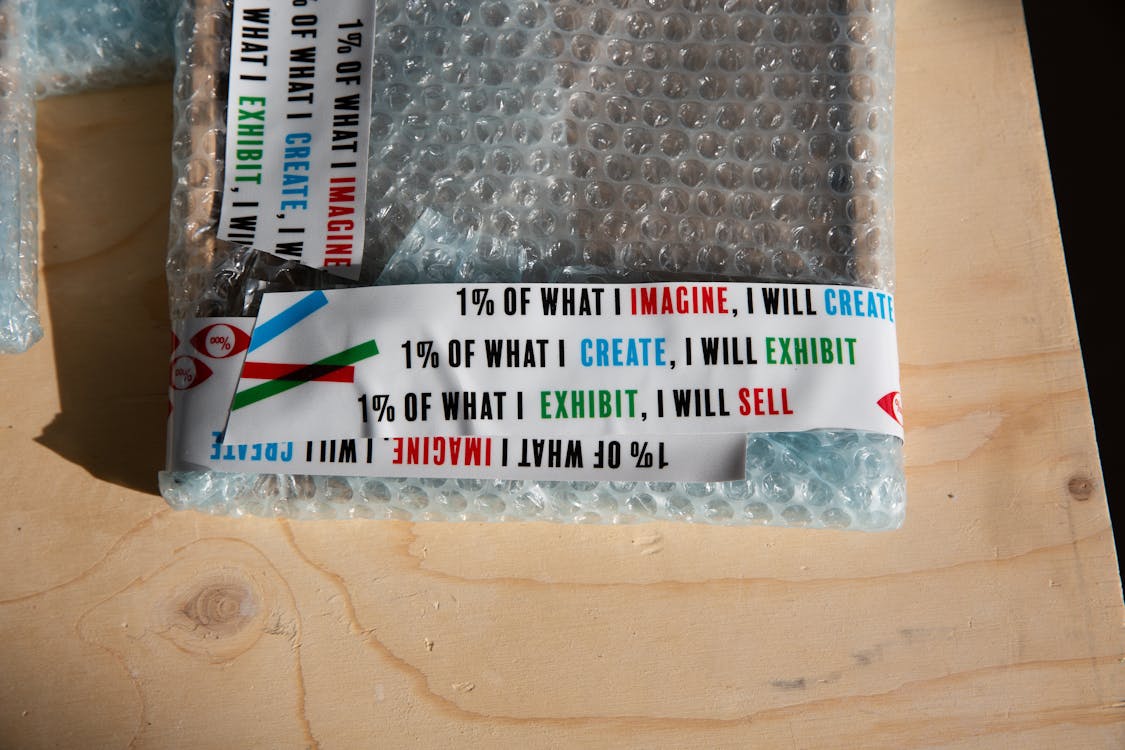 1% OF WHAT I IMAGINE
% OF WHAT I CREATE, I W
WHAT I EXHIBIT, I WI
1% OF WHAT I IMAGINE, I WILL CREATE
1% OF WHAT I CREATE, I WILL EXHIBIT
1% OF WHAT I EXHIBIT, I WILL SELL
1% OF WHAT I IMAGINE, I WILL CREATE